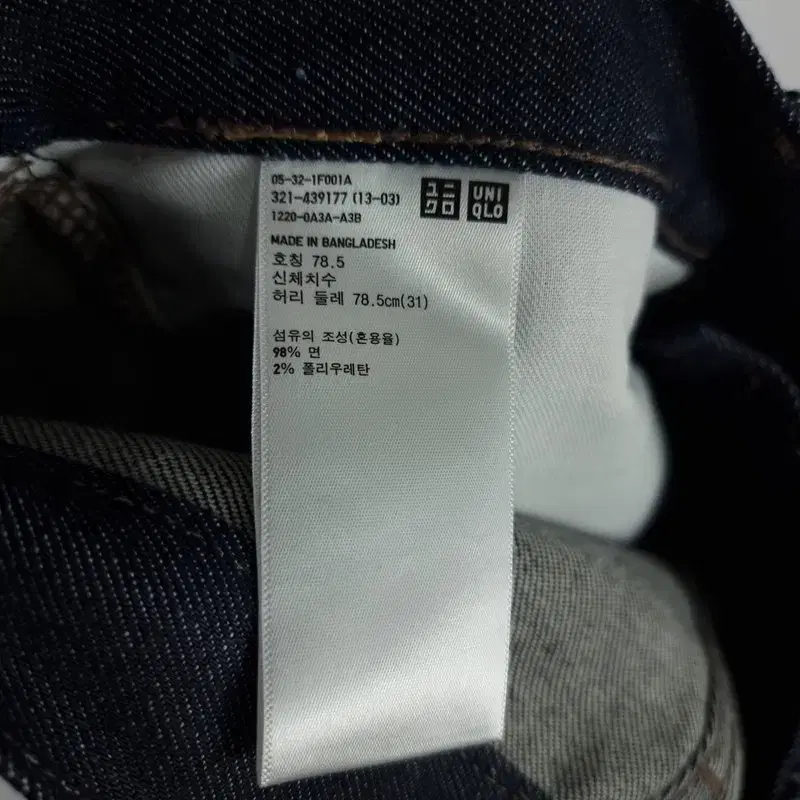 05-32-1F001A
321-439177 (13-03)
1220-0A3A-A3B
ユニ
クロ
UNI
QLO
MADE IN BANGLADESH
호칭 78.5
신체치수
허리 둘레 78.5cm(31)
섬유의 조성(혼용율)
98% 면
2% 폴리우레탄